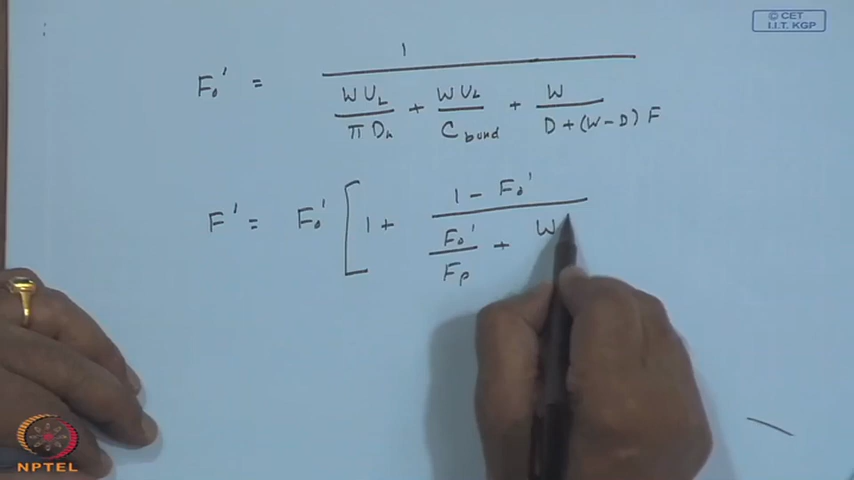 © CET
I.I.T. KGP
F₀' = 1 / (W U_L / π D_h + W U_L / C_bond + W / D + (W - D) F)
F' = F₀' [ 1 + 1 - F₀' / (F₀' / F_p + W
NPTEL